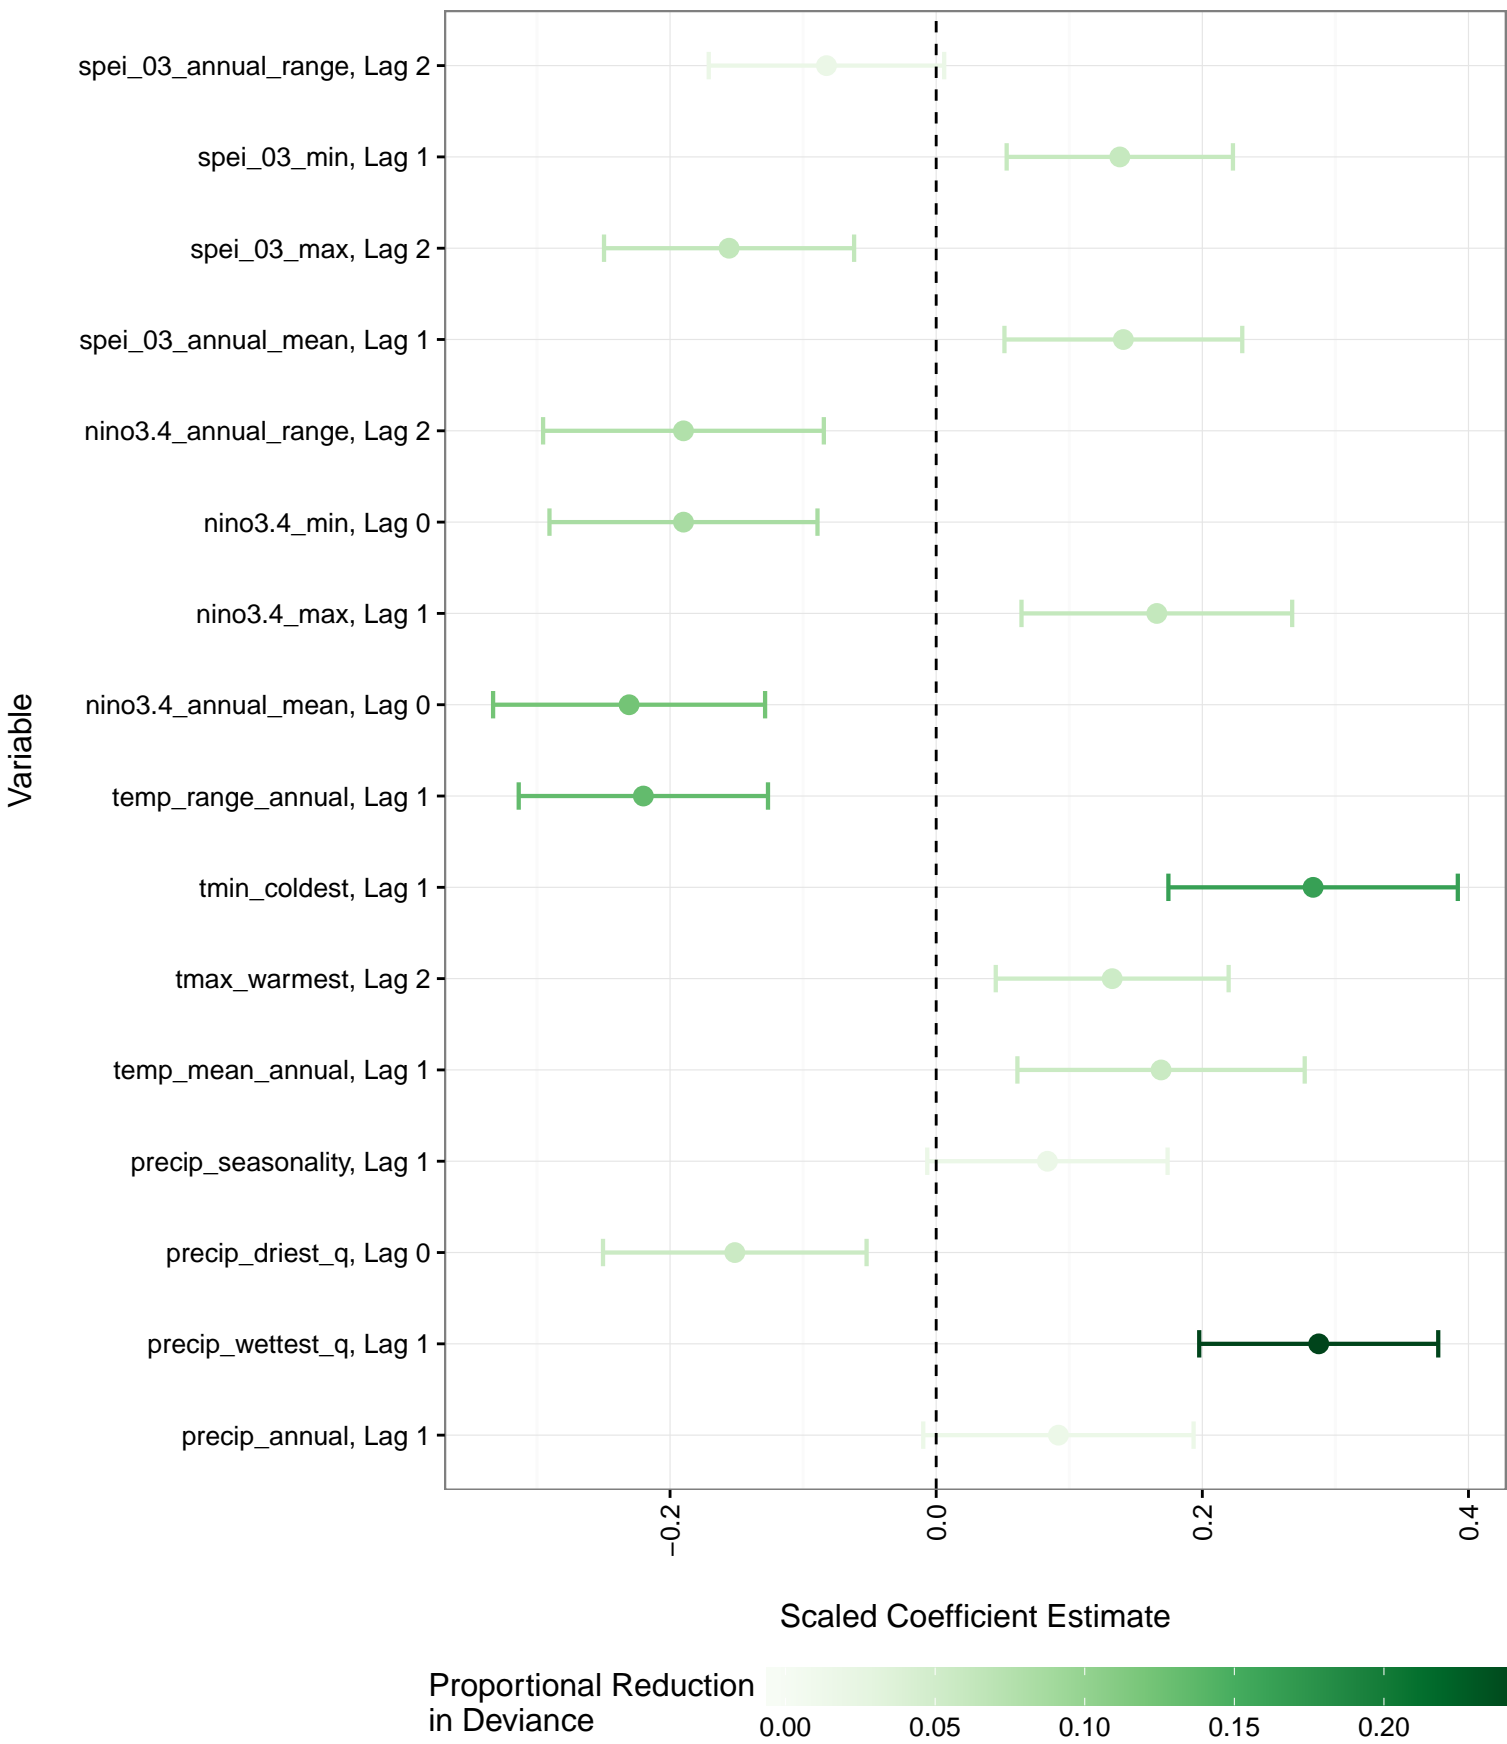 spei_03_annual_range, Lag 2
spei_03_min, Lag 1
spei_03_max, Lag 2
spei_03_annual_mean, Lag 1
nino3.4_annual_range, Lag 2
nino3.4_min, Lag 0
nino3.4_max, Lag 1
nino3.4_annual_mean, Lag 0
temp_range_annual, Lag 1
tmin_coldest, Lag 1
tmax_warmest, Lag 2
temp_mean_annual, Lag 1
precip_seasonality, Lag 1
precip_driest_q, Lag 0
precip_wettest_q, Lag 1
precip_annual, Lag 1
Variable
−0.2 0.0 0.2 0.4
Scaled Coefficient Estimate
Proportional Reduction
in Deviance
0.00 0.05 0.10 0.15 0.20